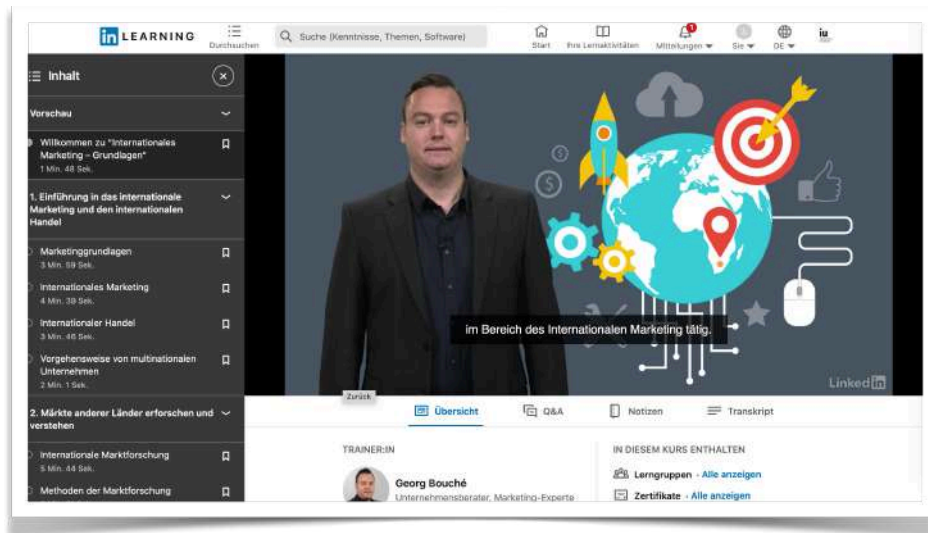 in LEARNING
Durchsuchen
Suche (Kenntnisse, Themen, Software)
Start
Ihre Lernaktivitäten
Mitteilungen
1
Sie
DE
iu
Inhalt
Vorschau
Willkommen zu "Internationales
Marketing – Grundlagen"
1 Min. 48 Sek.
1. Einführung in das internationale
Marketing und den internationalen
Handel
Marketinggrundlagen
3 Min. 59 Sek.
Internationales Marketing
4 Min. 39 Sek.
Internationaler Handel
3 Min. 46 Sek.
Vorgehensweise von multinationalen
Unternehmen
2 Min. 1 Sek.
2. Märkte anderer Länder erforschen und
verstehen
Internationale Marktforschung
5 Min. 44 Sek.
Methoden der Marktforschung
im Bereich des Internationalen Marketing tätig.
Linked in
Zurück
Übersicht
Q&A
Notizen
Transkript
TRAINER:IN
Georg Bouché
Unternehmensberater, Marketing-Experte
IN DIESEM KURS ENTHALTEN
Lerngruppen · Alle anzeigen
Zertifikate · Alle anzeigen